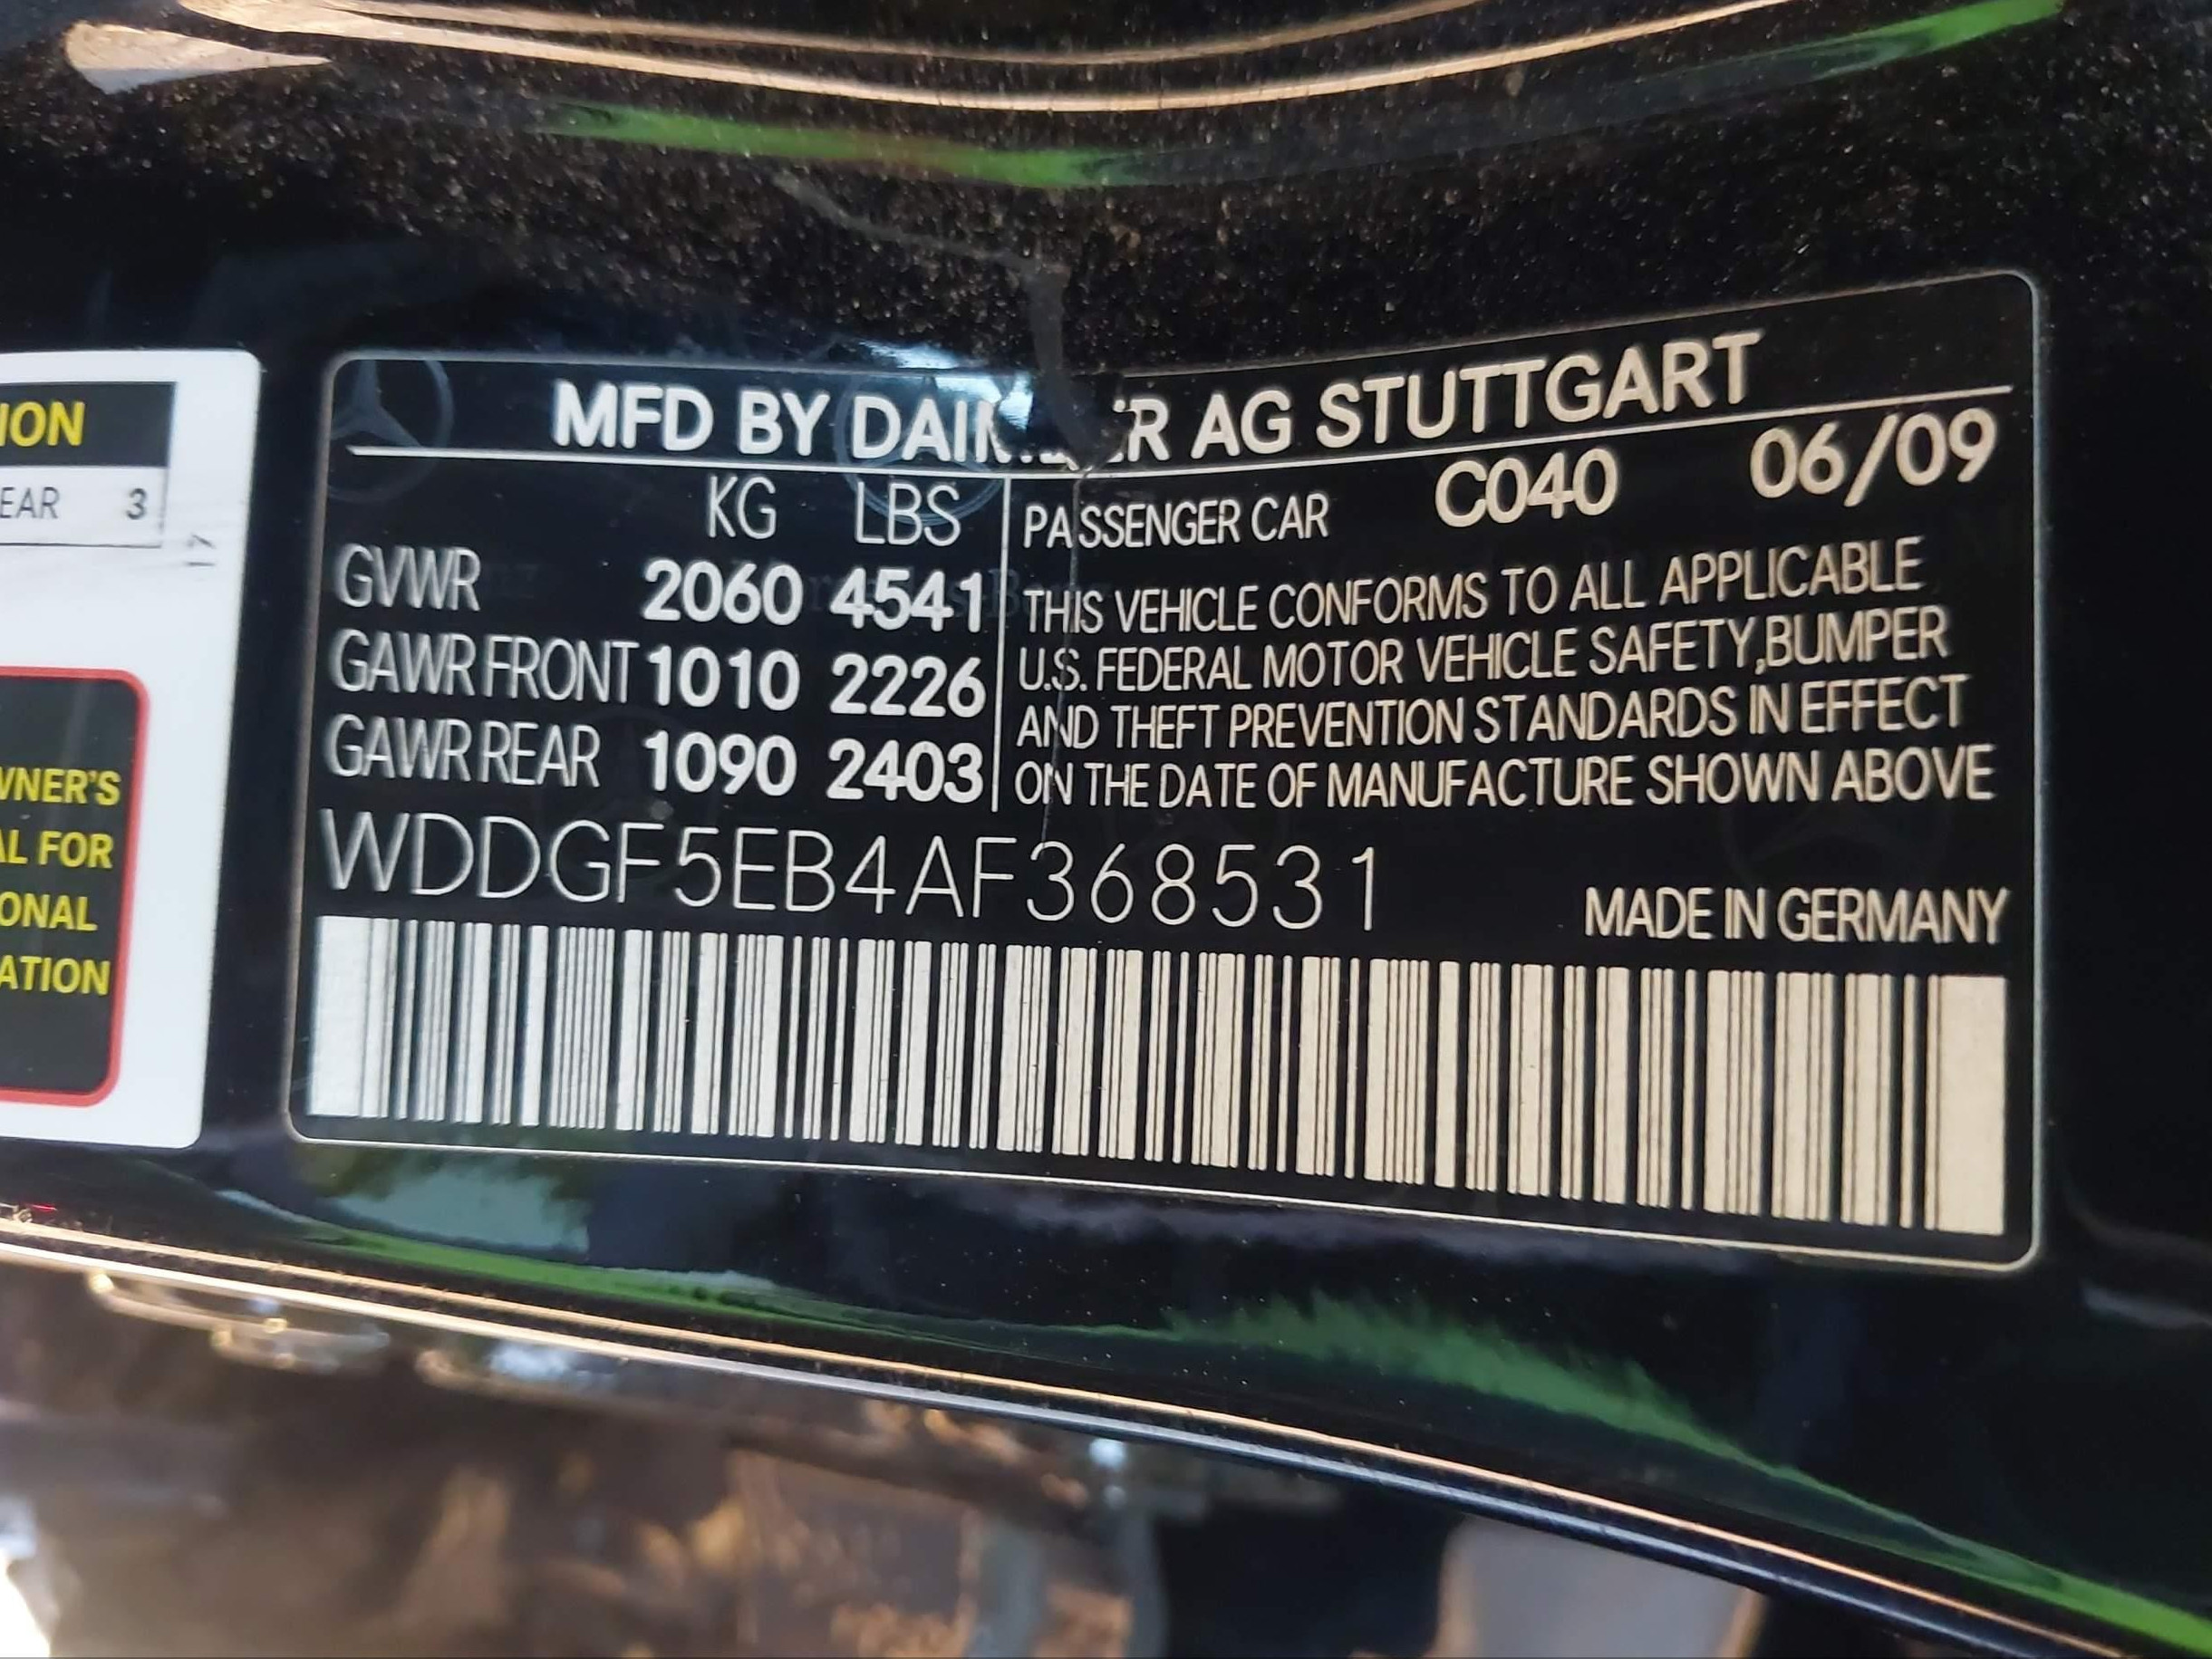 ION
EAR 3
17
WNER'S
AL FOR
ONAL
ATION
MFD BY DAIMLER AG STUTTGART
KG LBS
GVWR 2060 4541
GAWR FRONT 1010 2226
GAWR REAR 1090 2403
PASSENGER CAR C040 06/09
THIS VEHICLE CONFORMS TO ALL APPLICABLE
U.S. FEDERAL MOTOR VEHICLE SAFETY,BUMPER
AND THEFT PREVENTION STANDARDS IN EFFECT
ON THE DATE OF MANUFACTURE SHOWN ABOVE
WDDGF5EB4AF368531
MADE IN GERMANY